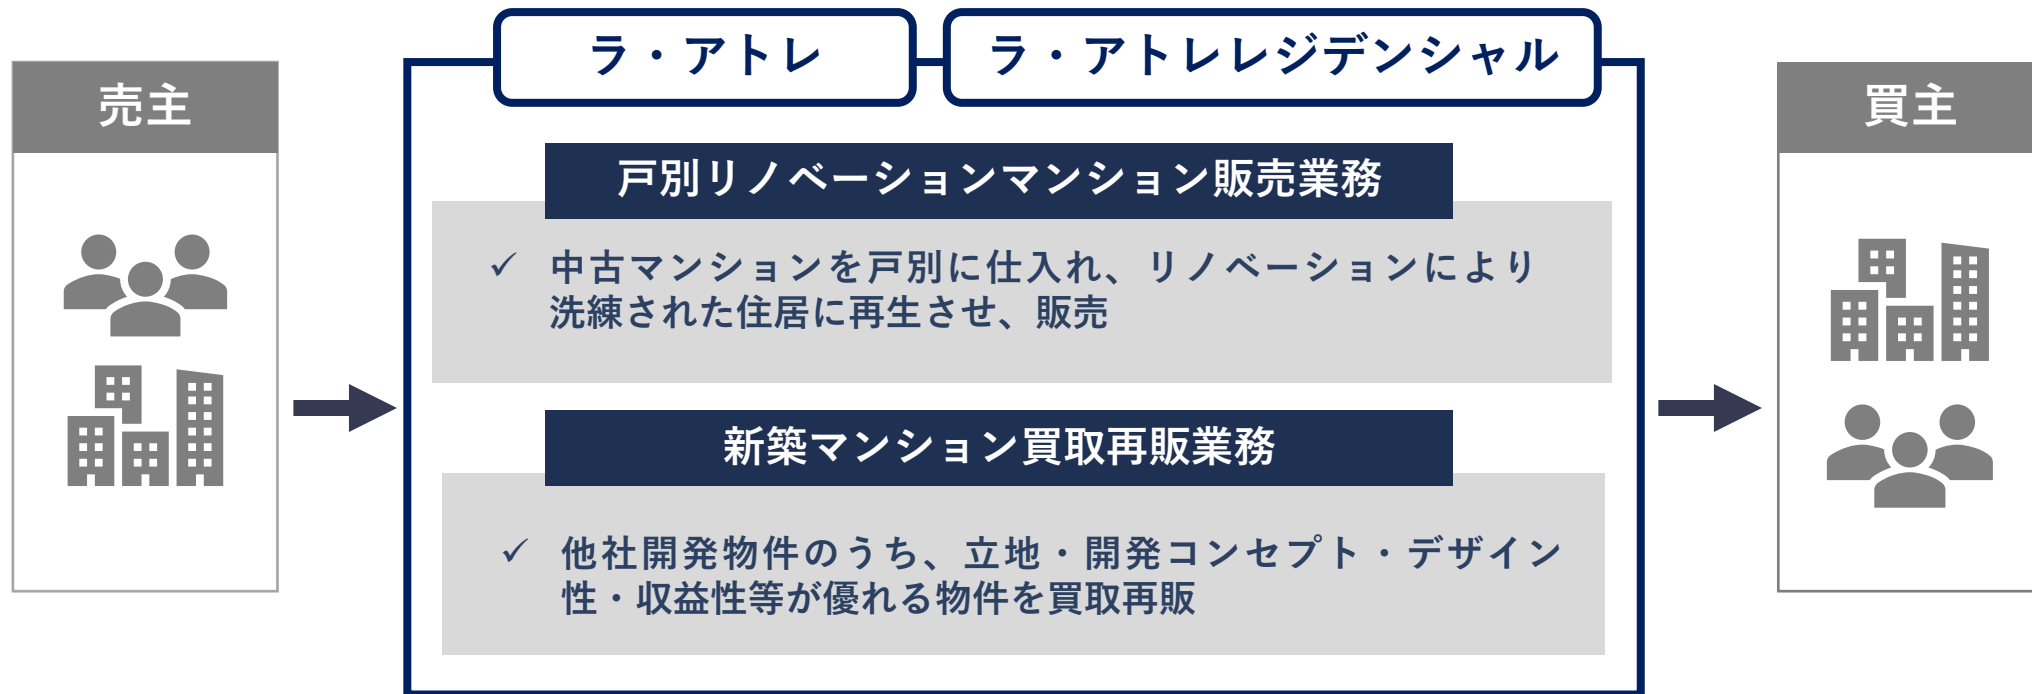 ラ・アトレ
ラ・アトレレジデンシャル
売主
買主
戸別リノベーションマンション販売業務
✓ 中古マンションを戸別に仕入れ、リノベーションにより
洗練された住居に再生させ、販売
新築マンション買取再販業務
✓ 他社開発物件のうち、立地・開発コンセプト・デザイン
性・収益性等が優れる物件を買取再販